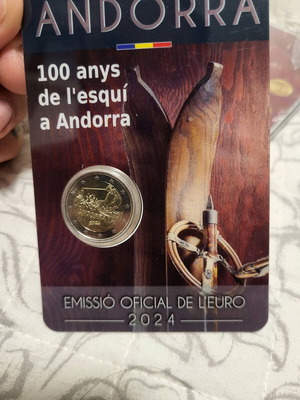 ANDORRA
100 anys
de l'esquí
a Andorra
EMISSIÓ OFICIAL DE L'EURO
2024